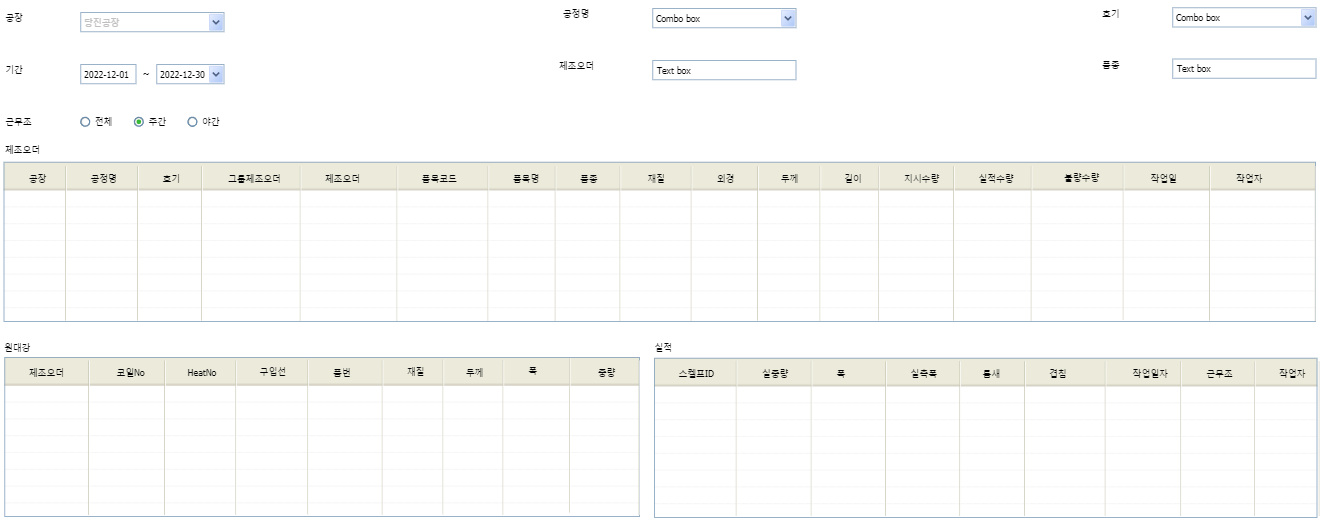 공장 당진공장 공정명 Combo box 호기 Combo box
기간 2022-12-01 ~ 2022-12-30 제조오더 Text box 품종 Text box
근무조 전체 주간 야간
제조오더
공장 공정명 호기 그룹제조오더 제조오더 품목코드 품목명 품종 재질 외경 두께 길이 지시수량 실적수량 불량수량 작업일 작업자
원대강 실적
제조오더 코일No HeatNo 구입선 품번 재질 두께 폭 중량 스켈프ID 실중량 폭 실측폭 틈새 겹침 작업일자 근무조 작업자